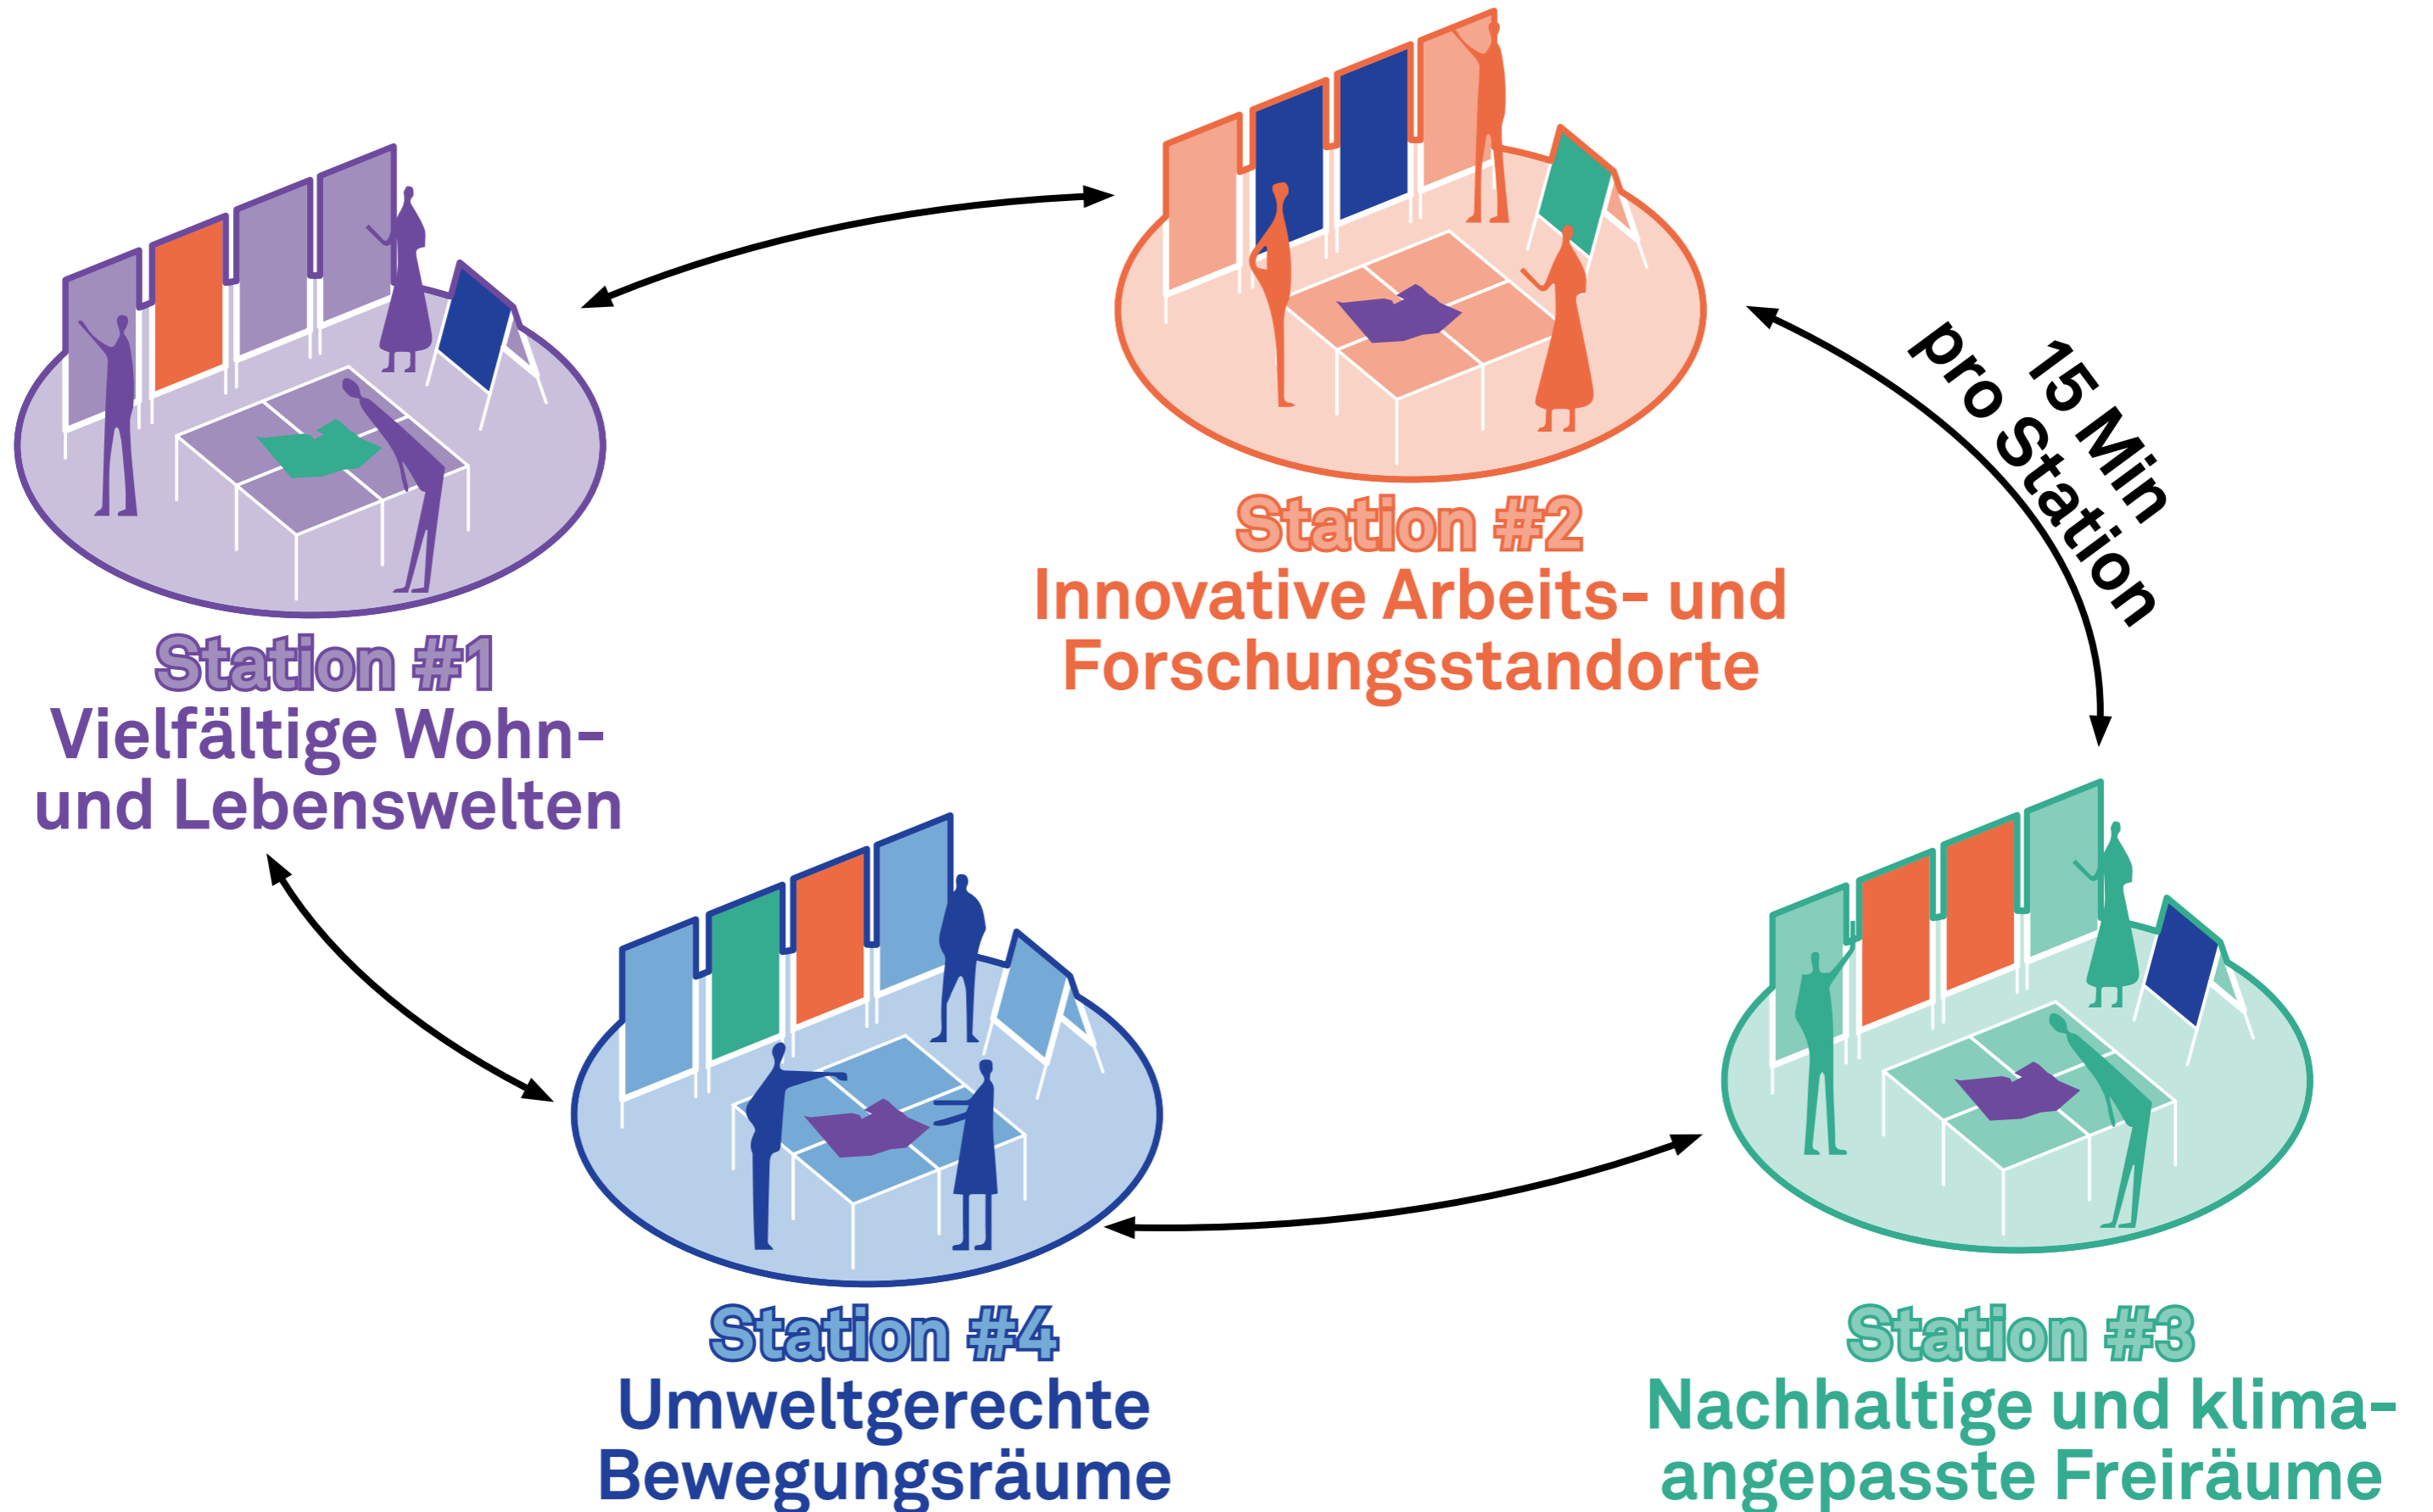 Station #1
Vielfältige Wohn-
und Lebenswelten
Station #2
Innovative Arbeits- und
Forschungsstandorte
15 Min
pro Station
Station #3
Nachhaltige und klima-
angepasste Freiräume
Station #4
Umweltgerechte
Bewegungsräume